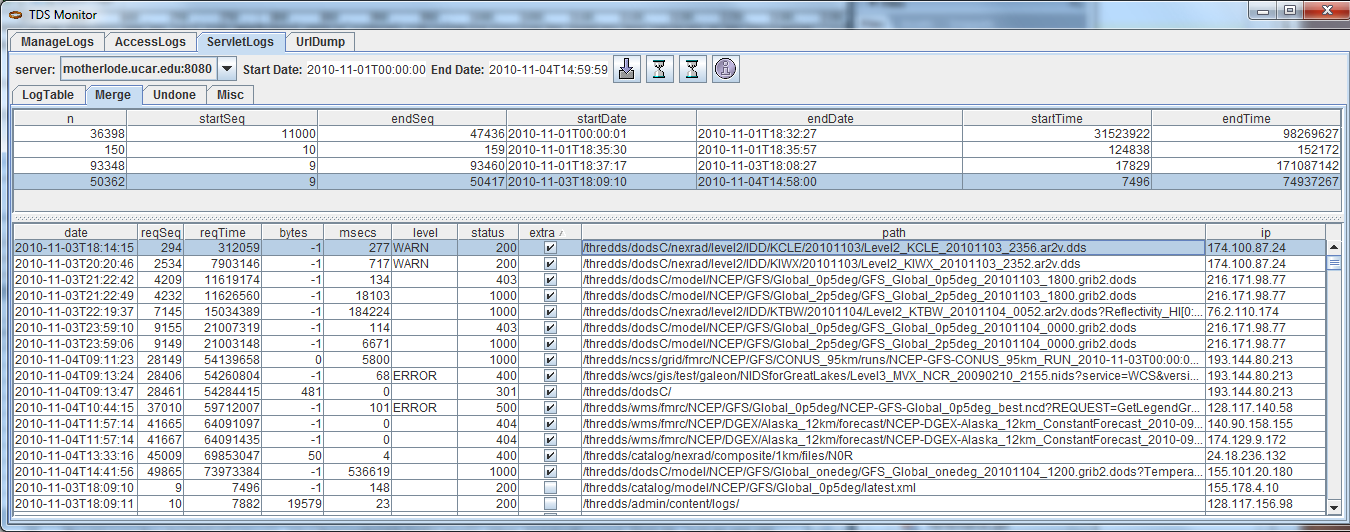 TDS Monitor
ManageLogs AccessLogs ServletLogs UrlDump
server: motherlode.ucar.edu:8080 Start Date: 2010-11-01T00:00:00 End Date: 2010-11-04T14:59:59
LogTable Merge Undone Misc
n startSeq endSeq startDate endDate startTime endTime
36398 11000 47436 2010-11-01T00:00:01 2010-11-01T18:32:27 31523922 98269627
150 10 159 2010-11-01T18:35:30 2010-11-01T18:35:57 124838 152172
93348 9 93460 2010-11-01T18:37:17 2010-11-03T18:08:27 17829 171087142
50362 9 50417 2010-11-03T18:09:10 2010-11-04T14:58:00 7496 74937267
date reqSeq reqTime bytes msecs level status extra path ip
2010-11-03T18:14:15 294 312059 -1 277 WARN 200 /thredds/dodsC/nexrad/level2/IDD/KCLE/20101103/Level2_KCLE_20101103_2356.ar2v.dds 174.100.87.24
2010-11-03T20:20:46 2534 7903146 -1 717 WARN 200 /thredds/dodsC/nexrad/level2/IDD/KIWX/20101103/Level2_KIWX_20101103_2352.ar2v.dds 174.100.87.24
2010-11-03T21:22:42 4209 11619174 -1 134 403 /thredds/dodsC/model/NCEP/GFS/Global_0p5deg/GFS_Global_0p5deg_20101103_1800.grib2.dods 216.171.98.77
2010-11-03T21:22:49 4232 11626560 -1 18103 1000 /thredds/dodsC/model/NCEP/GFS/Global_0p5deg/GFS_Global_0p5deg_20101103_1800.grib2.dods 216.171.98.77
2010-11-03T22:19:37 7145 15034389 -1 184224 1000 /thredds/dodsC/nexrad/level2/IDD/KTBW/20101104/Level2_KTBW_20101104_0052.ar2v.dods?Reflectivity_HI[0:... 76.2.110.174
2010-11-03T23:59:10 9155 21007319 -1 114 403 /thredds/dodsC/model/NCEP/GFS/Global_0p5deg/GFS_Global_0p5deg_20101104_0000.grib2.dods 216.171.98.77
2010-11-03T23:59:06 9149 21003148 -1 6671 1000 /thredds/dodsC/model/NCEP/GFS/Global_0p5deg/GFS_Global_0p5deg_20101104_0000.grib2.dods 216.171.98.77
2010-11-04T09:11:23 28149 54139658 0 5800 1000 /thredds/ncss/grid/fmrc/NCEP/GFS/CONUS_95km/runs/NCEP-GFS-CONUS_95km_RUN_2010-11-03T00:00:0... 193.144.80.213
2010-11-04T09:13:24 28406 54260804 -1 68 ERROR 400 /thredds/wcs/gis/test/galeon/NIDSforGreatLakes/Level3_MVX_NCR_20090210_2155.nids?service=WCS&versi... 193.144.80.213
2010-11-04T09:13:47 28461 54284415 481 0 301 /thredds/dodsC/ 193.144.80.213
2010-11-04T10:44:15 37010 59712007 -1 101 ERROR 500 /thredds/wms/fmrc/NCEP/GFS/Global_0p5deg/NCEP-GFS-Global_0p5deg_best.ncd?REQUEST=GetLegendGr... 128.117.140.58
2010-11-04T11:57:14 41665 64091097 -1 0 404 /thredds/wms/fmrc/NCEP/DGEX/Alaska_12km/forecast/NCEP-DGEX-Alaska_12km_ConstantForecast_2010-09... 140.90.158.155
2010-11-04T11:57:14 41667 64091435 -1 0 404 /thredds/wms/fmrc/NCEP/DGEX/Alaska_12km/forecast/NCEP-DGEX-Alaska_12km_ConstantForecast_2010-09... 174.129.9.172
2010-11-04T13:33:16 45009 69853047 50 4 404 /thredds/catalog/nexrad/composite/1km/files/N0R 24.18.236.132
2010-11-04T14:41:56 49865 73973384 -1 536619 1000 /thredds/dodsC/model/NCEP/GFS/Global_onedeg/GFS_Global_onedeg_20101104_1200.grib2.dods?Tempera... 155.101.20.180
2010-11-03T18:09:10 9 7496 -1 148 200 /thredds/catalog/model/NCEP/GFS/Global_0p5deg/latest.xml 155.178.4.10
2010-11-03T18:09:11 10 7882 19579 23 200 /thredds/admin/content/logs/ 128.117.156.98